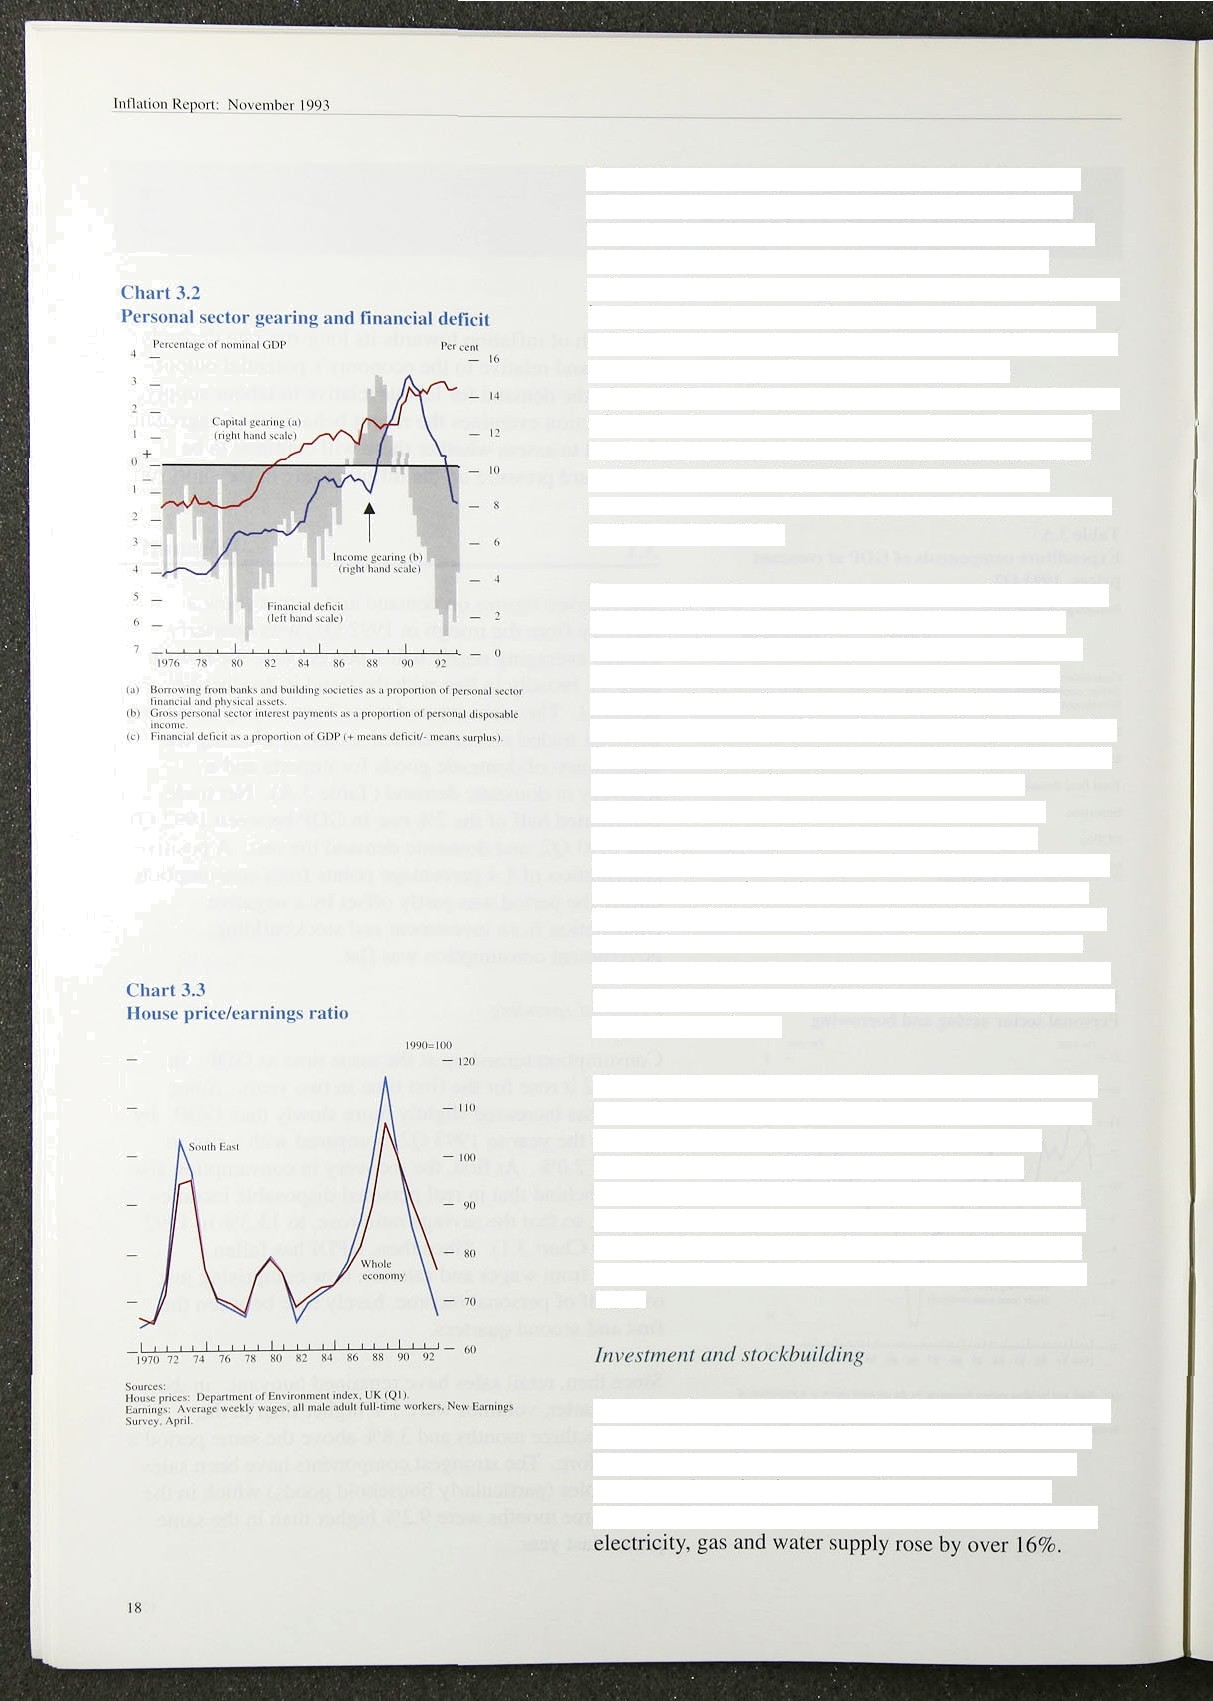 Inflation Report: November 1993
Chart 3.2
Personal sector gearing and financial deficit
Percentage of nominal GDP
Per cent
4
3
2
1
+
0
–
1
2
3
4
5
6
7
16
14
12
10
8
6
4
2
0
Capital gearing (a)
(right hand scale)
Income gearing (b)
(right hand scale)
Financial deficit
(left hand scale)
1976 78 80 82 84 86 88 90 92
(a) Borrowing from banks and building societies as a proportion of personal sector
financial and physical assets.
(b) Gross personal sector interest payments as a proportion of personal disposable
income.
(c) Financial deficit as a proportion of GDP (+ means deficit/- means surplus).
Chart 3.3
House price/earnings ratio
1990=100
120
110
100
90
80
70
60
South East
Whole
economy
1970 72 74 76 78 80 82 84 86 88 90 92
Sources:
House prices: Department of Environment index, UK (Q1).
Earnings: Average weekly wages, all male adult full-time workers, New Earnings
Survey, April.
Investment and stockbuilding
electricity, gas and water supply rose by over 16%.
18